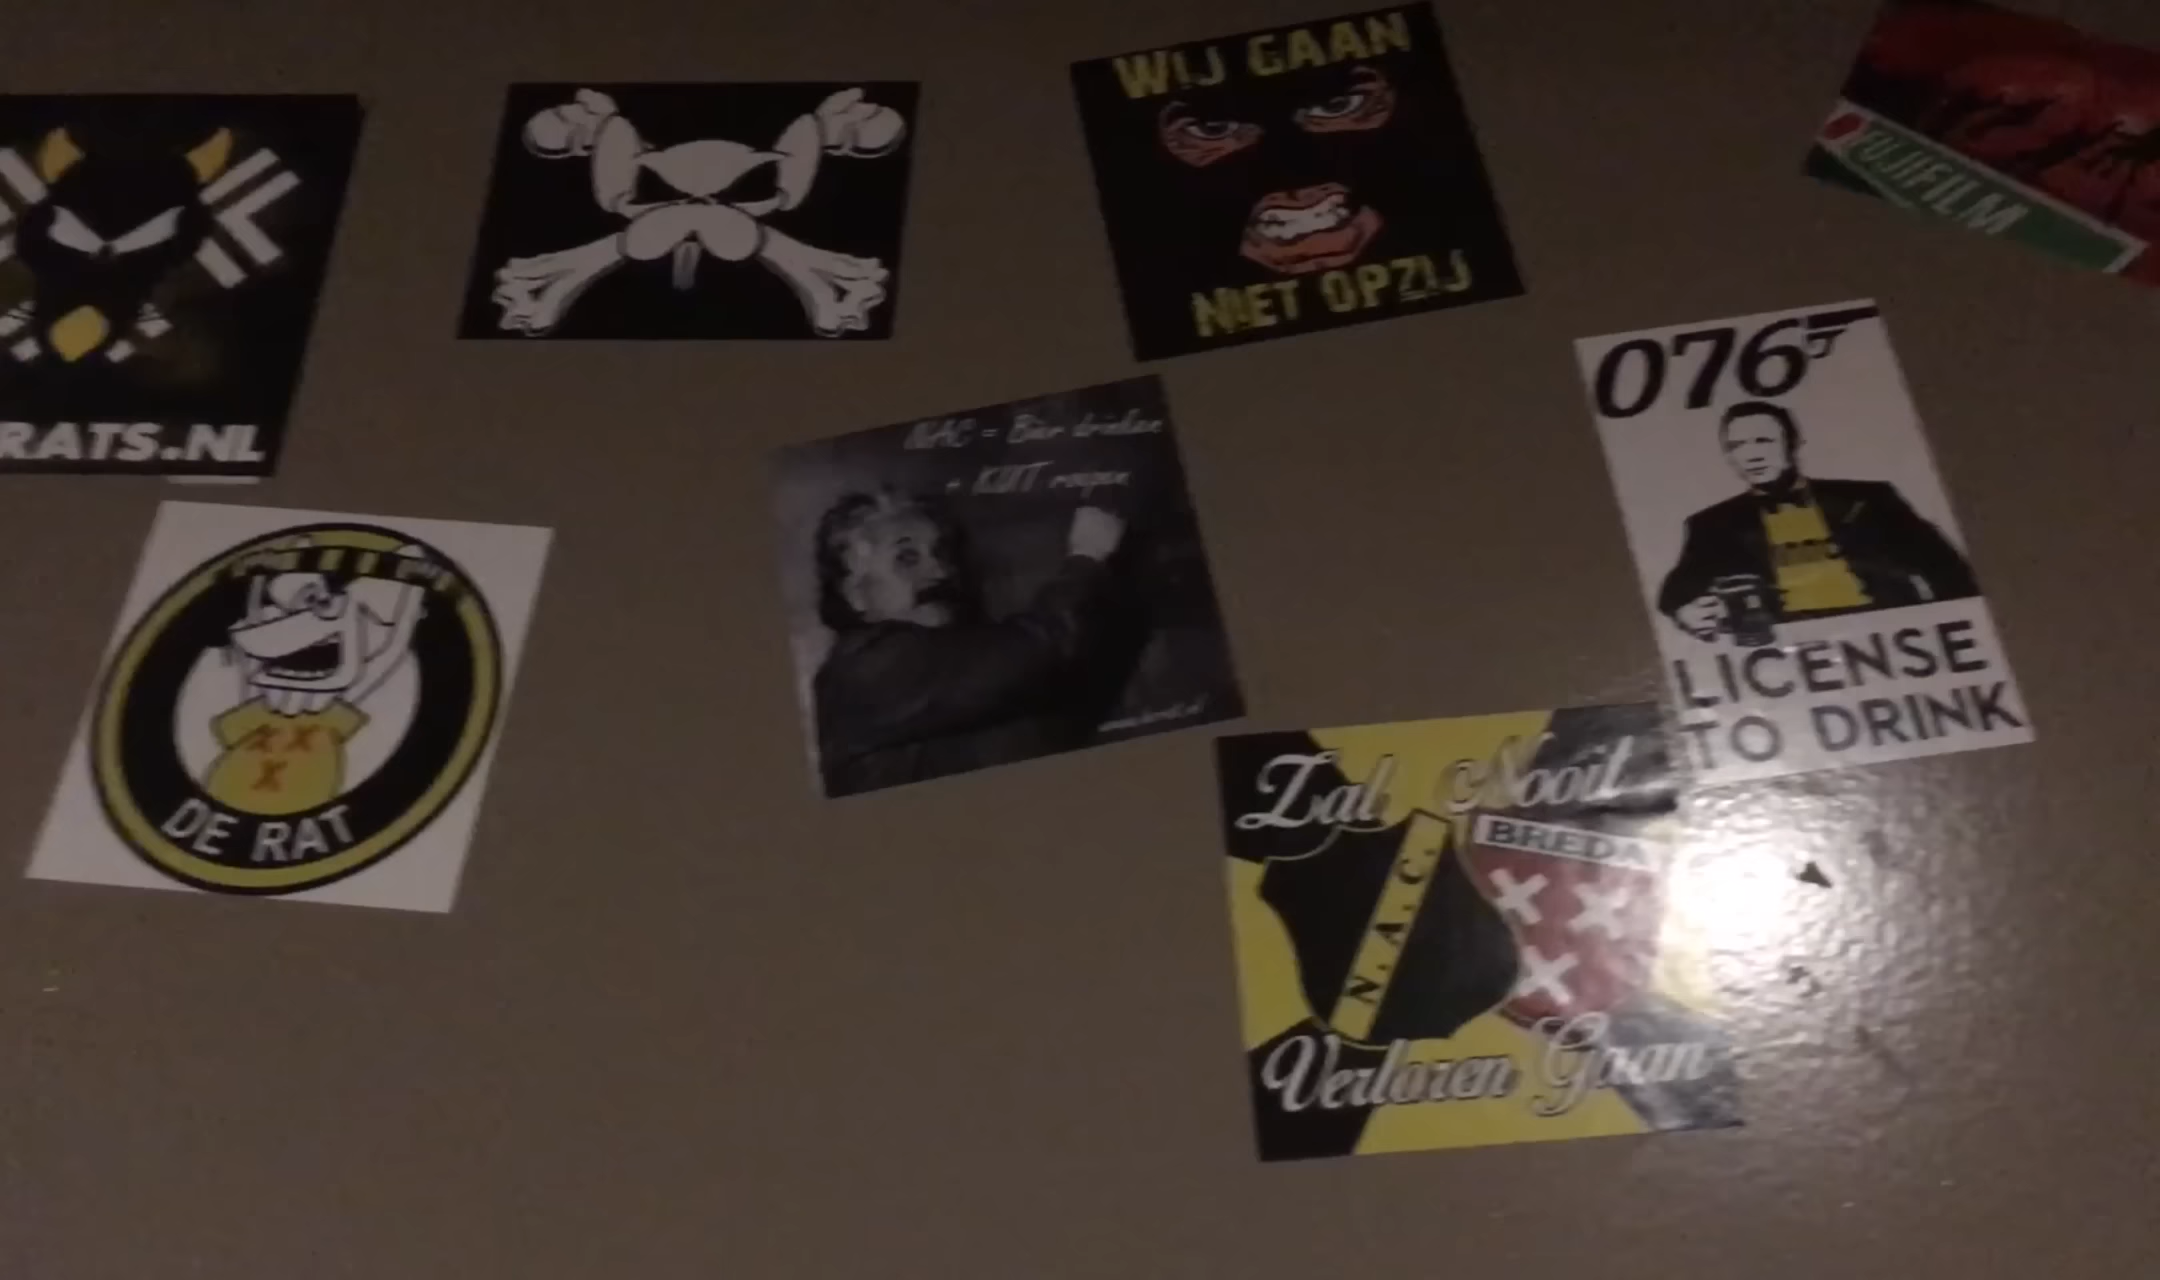 WIJ GAAN
NIET OPZIJ
FUJIFILM
076
LICENSE
TO DRINK
RATS.NL
NAC = Bier drinken
+ KUT roepen
DE RAT
XX
X
Zal Nooit
BREDA
N.A.C.
Verloren Gaan